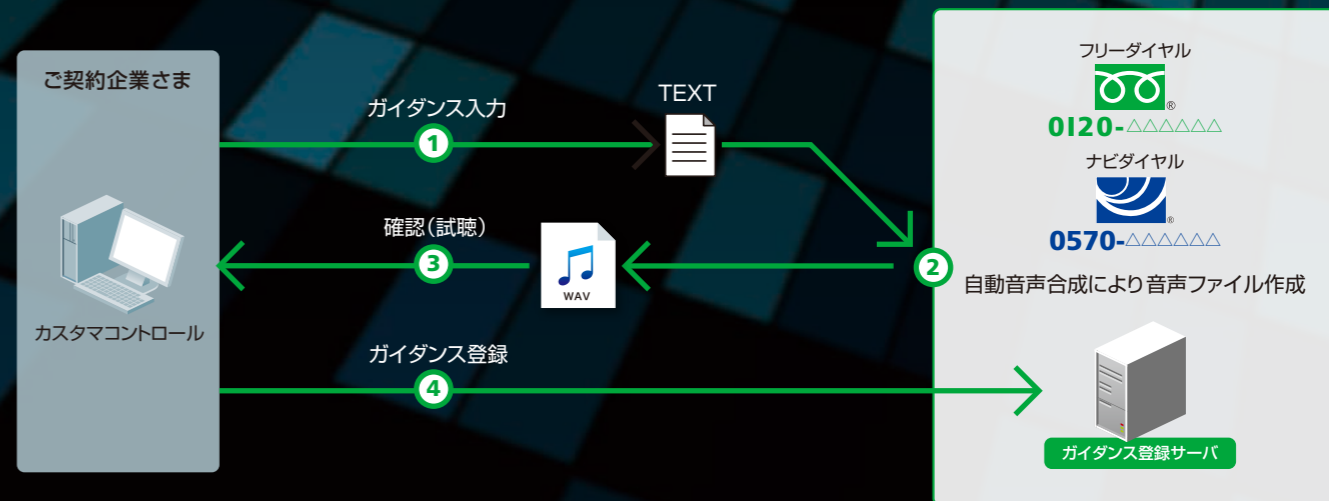 ご契約企業さま
カスタマコントロール
ガイダンス入力
1
TEXT
確認(試聴)
3
WAV
ガイダンス登録
4
フリーダイヤル
®
0120-△△△△△△
ナビダイヤル
®
0570-△△△△△△
2
自動音声合成により音声ファイル作成
ガイダンス登録サーバ